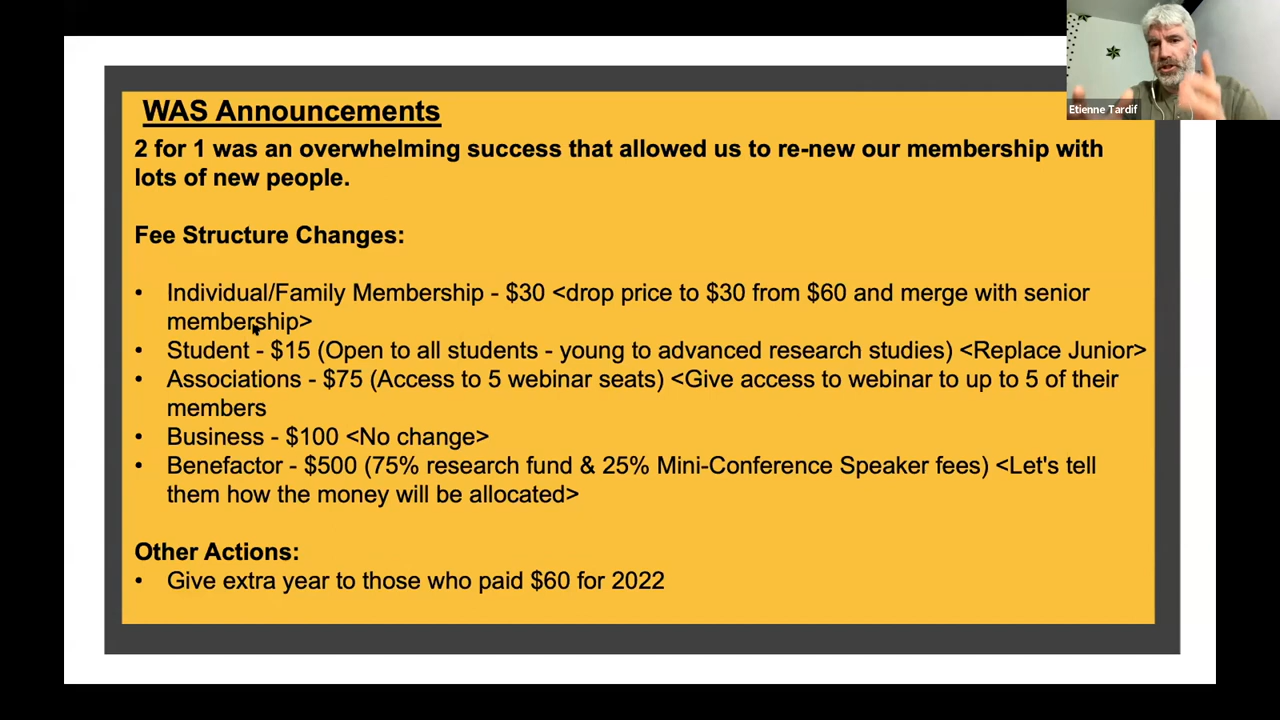 WAS Announcements
2 for 1 was an overwhelming success that allowed us to re-new our membership with
lots of new people.
Fee Structure Changes:
• Individual/Family Membership - $30 <drop price to $30 from $60 and merge with senior
membership>
• Student - $15 (Open to all students - young to advanced research studies) <Replace Junior>
• Associations - $75 (Access to 5 webinar seats) <Give access to webinar to up to 5 of their
members
• Business - $100 <No change>
• Benefactor - $500 (75% research fund & 25% Mini-Conference Speaker fees) <Let's tell
them how the money will be allocated>
Other Actions:
• Give extra year to those who paid $60 for 2022
Etienne Tardif